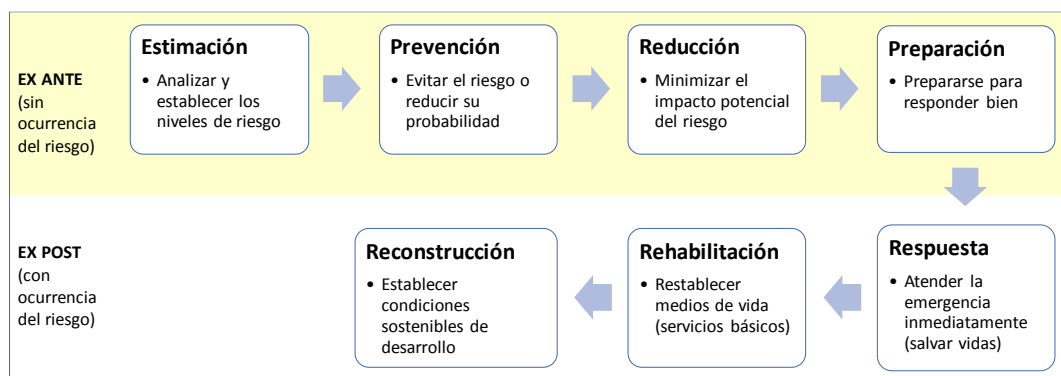 EX ANTE
(sin
ocurrencia
del riesgo)
Estimación
• Analizar y
establecer los
niveles de riesgo
Prevención
• Evitar el riesgo o
reducir su
probabilidad
Reducción
• Minimizar el
impacto potencial
del riesgo
Preparación
• Prepararse para
responder bien
EX POST
(con
ocurrencia
del riesgo)
Reconstrucción
• Establecer
condiciones
sostenibles de
desarrollo
Rehabilitación
• Restablecer
medios de vida
(servicios básicos)
Respuesta
• Atender la
emergencia
inmediatamente
(salvar vidas)